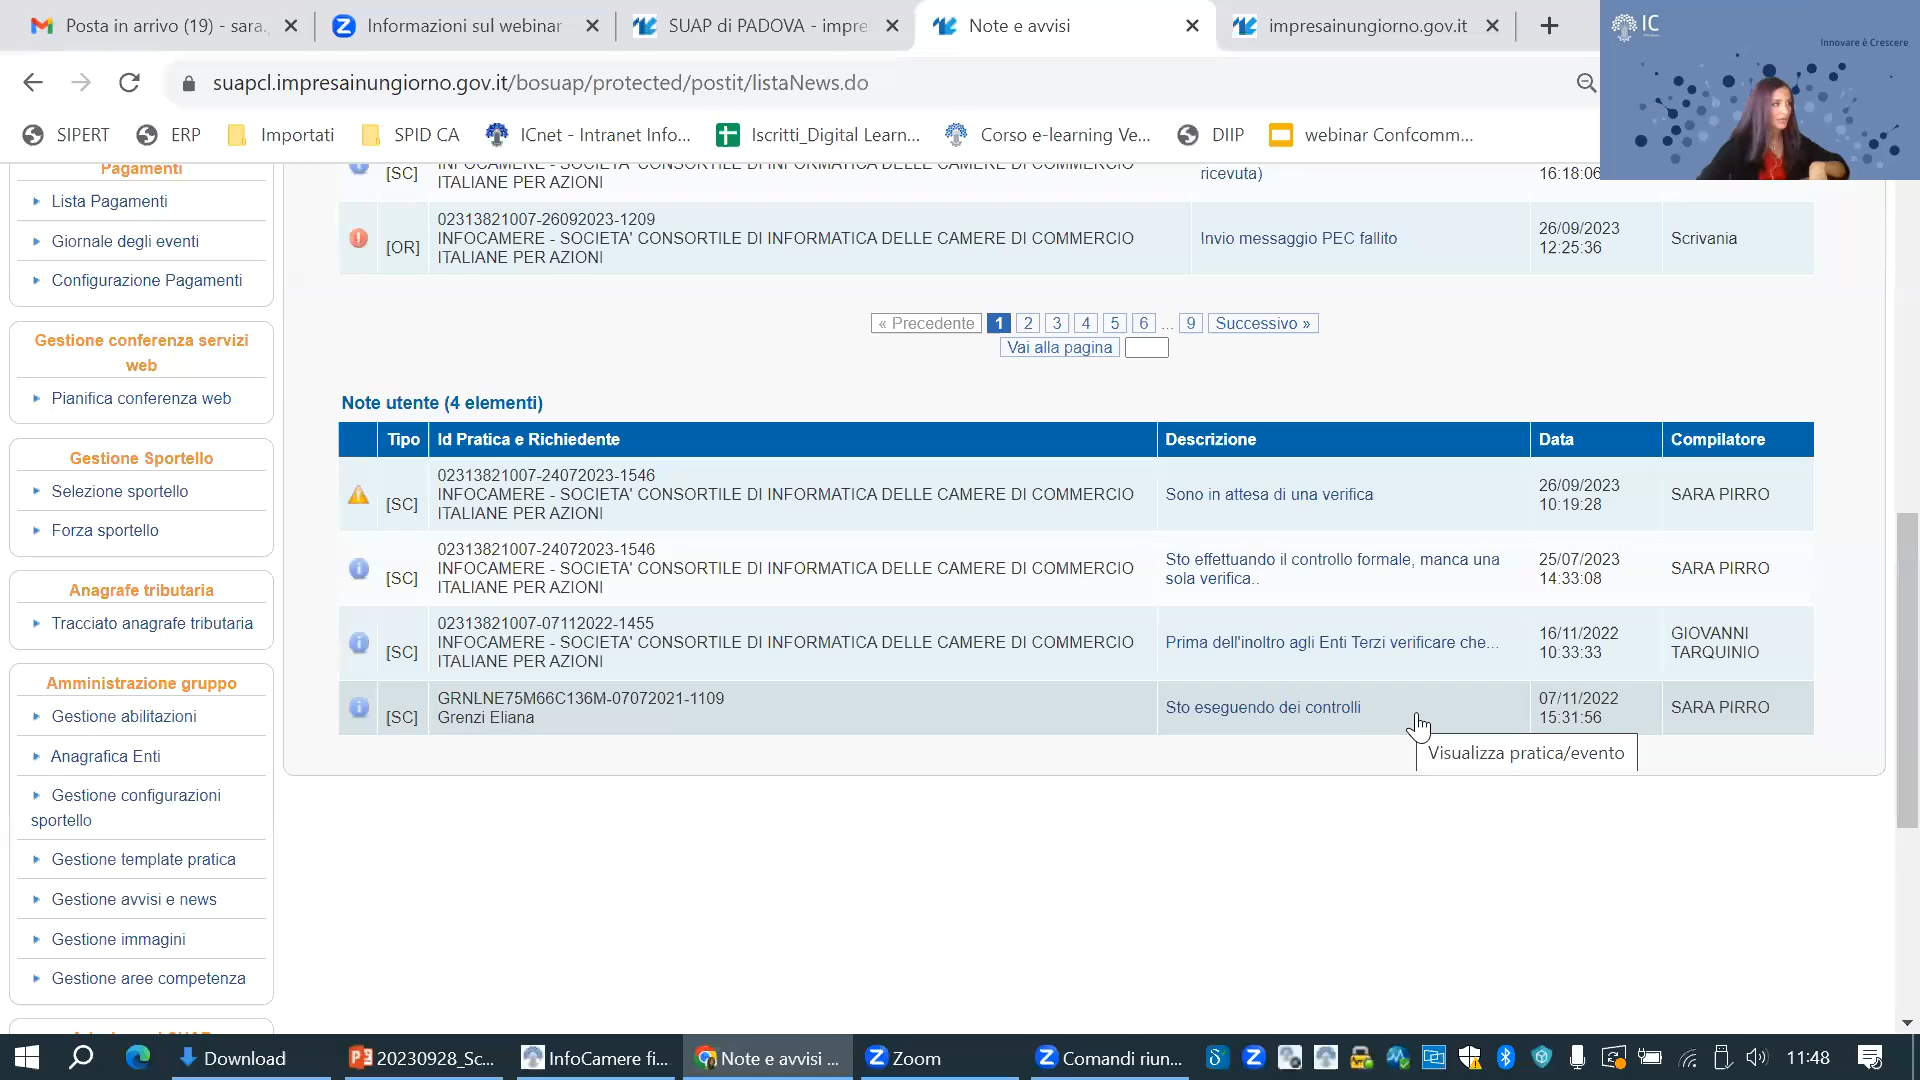 Posta in arrivo (19) - sara.
Informazioni sul webinar
SUAP di PADOVA - impre
Note e avvisi
impresainungiorno.gov.it
IC
Innovare è Crescere
suapcl.impresainungiorno.gov.it/bosuap/protected/postit/listaNews.do
SIPERT
ERP
Importati
SPID CA
ICnet - Intranet Info...
Iscritti_Digital Learn...
Corso e-learning Ve...
DIIP
webinar Confcomm...
Pagamenti
Lista Pagamenti
Giornale degli eventi
Configurazione Pagamenti
Gestione conferenza servizi
web
Pianifica conferenza web
Gestione Sportello
Selezione sportello
Forza sportello
Anagrafe tributaria
Tracciato anagrafe tributaria
Amministrazione gruppo
Gestione abilitazioni
Anagrafica Enti
Gestione configurazioni
sportello
Gestione template pratica
Gestione avvisi e news
Gestione immagini
Gestione aree competenza
[SC]
INFOCAMERE - SOCIETA' CONSORTILE DI INFORMATICA DELLE CAMERE DI COMMERCIO
ITALIANE PER AZIONI
ricevuta)
16:18:06
[OR]
02313821007-26092023-1209
INFOCAMERE - SOCIETA' CONSORTILE DI INFORMATICA DELLE CAMERE DI COMMERCIO
ITALIANE PER AZIONI
Invio messaggio PEC fallito
26/09/2023
12:25:36
Scrivania
« Precedente 1 2 3 4 5 6 ... 9 Successivo »
Vai alla pagina
Note utente (4 elementi)
Tipo Id Pratica e Richiedente Descrizione Data Compilatore
[SC]
02313821007-24072023-1546
INFOCAMERE - SOCIETA' CONSORTILE DI INFORMATICA DELLE CAMERE DI COMMERCIO
ITALIANE PER AZIONI
Sono in attesa di una verifica
26/09/2023
10:19:28
SARA PIRRO
[SC]
02313821007-24072023-1546
INFOCAMERE - SOCIETA' CONSORTILE DI INFORMATICA DELLE CAMERE DI COMMERCIO
ITALIANE PER AZIONI
Sto effettuando il controllo formale, manca una
sola verifica..
25/07/2023
14:33:08
SARA PIRRO
[SC]
02313821007-07112022-1455
INFOCAMERE - SOCIETA' CONSORTILE DI INFORMATICA DELLE CAMERE DI COMMERCIO
ITALIANE PER AZIONI
Prima dell'inoltro agli Enti Terzi verificare che...
16/11/2022
10:33:33
GIOVANNI
TARQUINIO
[SC]
GRNLNE75M66C136M-07072021-1109
Grenzi Eliana
Sto eseguendo dei controlli
07/11/2022
15:31:56
SARA PIRRO
Visualizza pratica/evento
Download
20230928_Sc...
InfoCamere fi...
Note e avvisi ...
Zoom
Comandi riun...
11:48